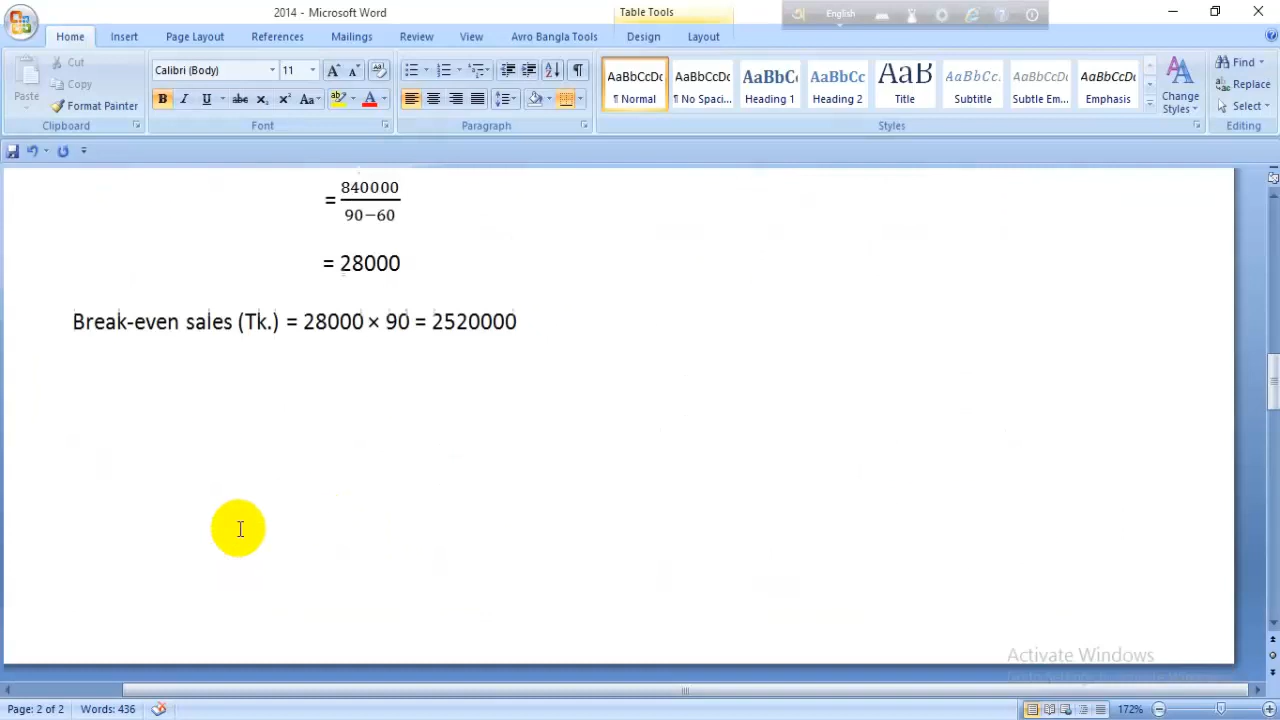 2014 - Microsoft Word
Table Tools
English
Home Insert Page Layout References Mailings Review View Avro Bangla Tools Design Layout
Cut
Copy
Format Painter
Paste
Clipboard
Calibri (Body) 11
Font
Paragraph
AaBbCcDc AaBbCcDc AaBbC AaBbCc AaB AaBbCc. AaBbCcDc AaBbCcDc
¶ Normal ¶ No Spaci... Heading 1 Heading 2 Title Subtitle Subtle Em... Emphasis
Change Styles
Styles
Find
Replace
Select
Editing
= 840000
90−60
= 28000
Break-even sales (Tk.) = 28000 × 90 = 2520000
Activate Windows
Page: 2 of 2 Words: 436 172%